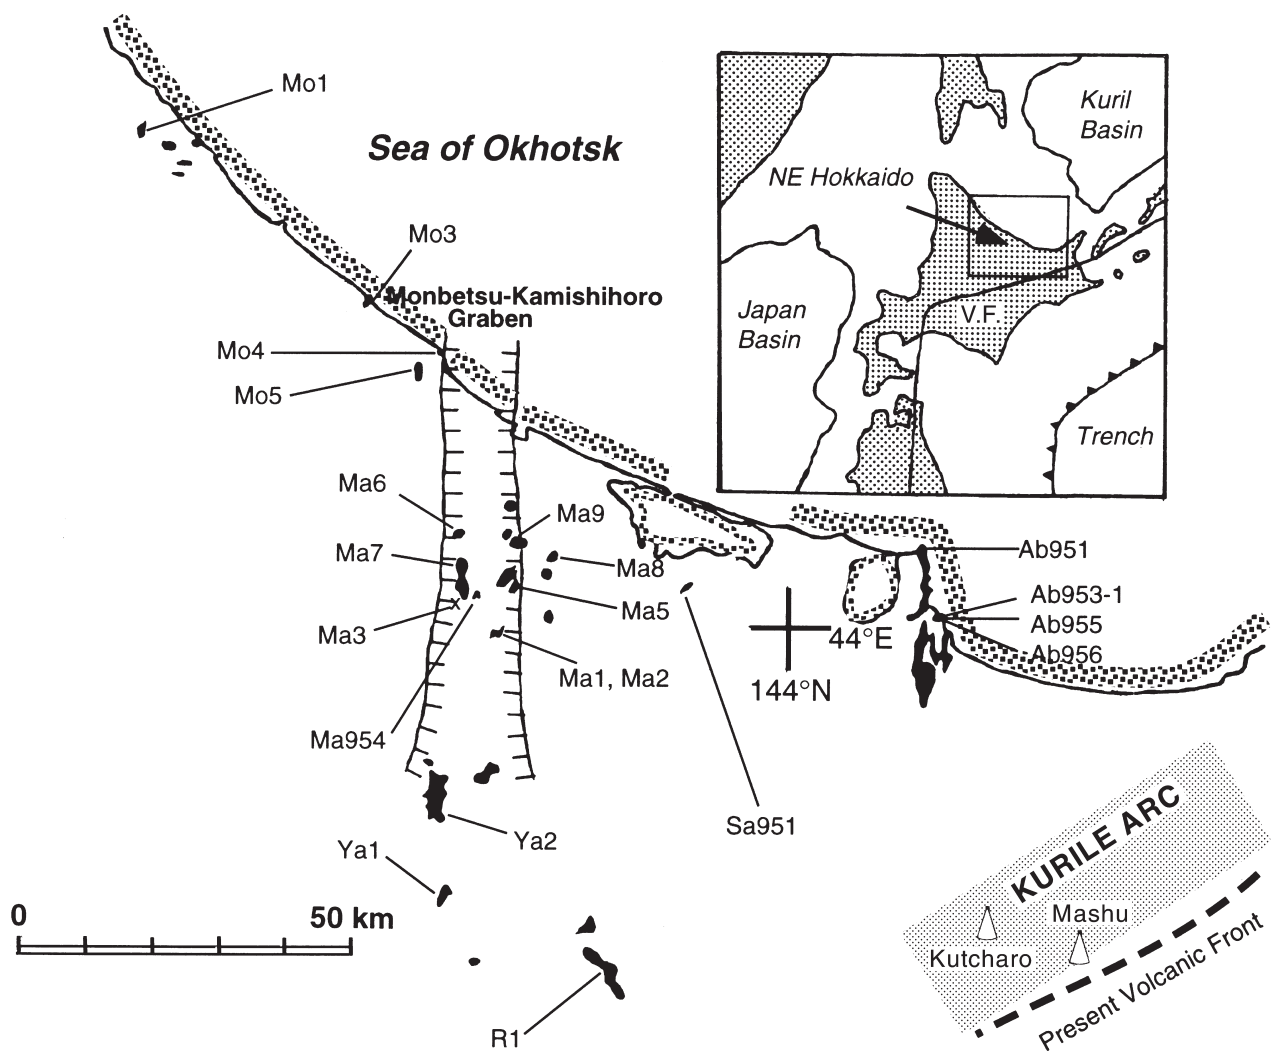 Mo1
Sea of Okhotsk
Kuril
Basin
NE Hokkaido
Mo3
Monbetsu-Kamishihoro
Graben
Japan
Basin
V.F.
Mo4
Mo5
Trench
Ma6
Ma9
Ma7
Ma8
Ab951
Ma5
Ab953-1
Ma3
44°E
Ab955
Ab956
Ma1, Ma2
144°N
Ma954
Sa951
Ya2
Ya1
KURILE ARC
0
50 km
Mashu
Kutcharo
Present Volcanic Front
R1
x